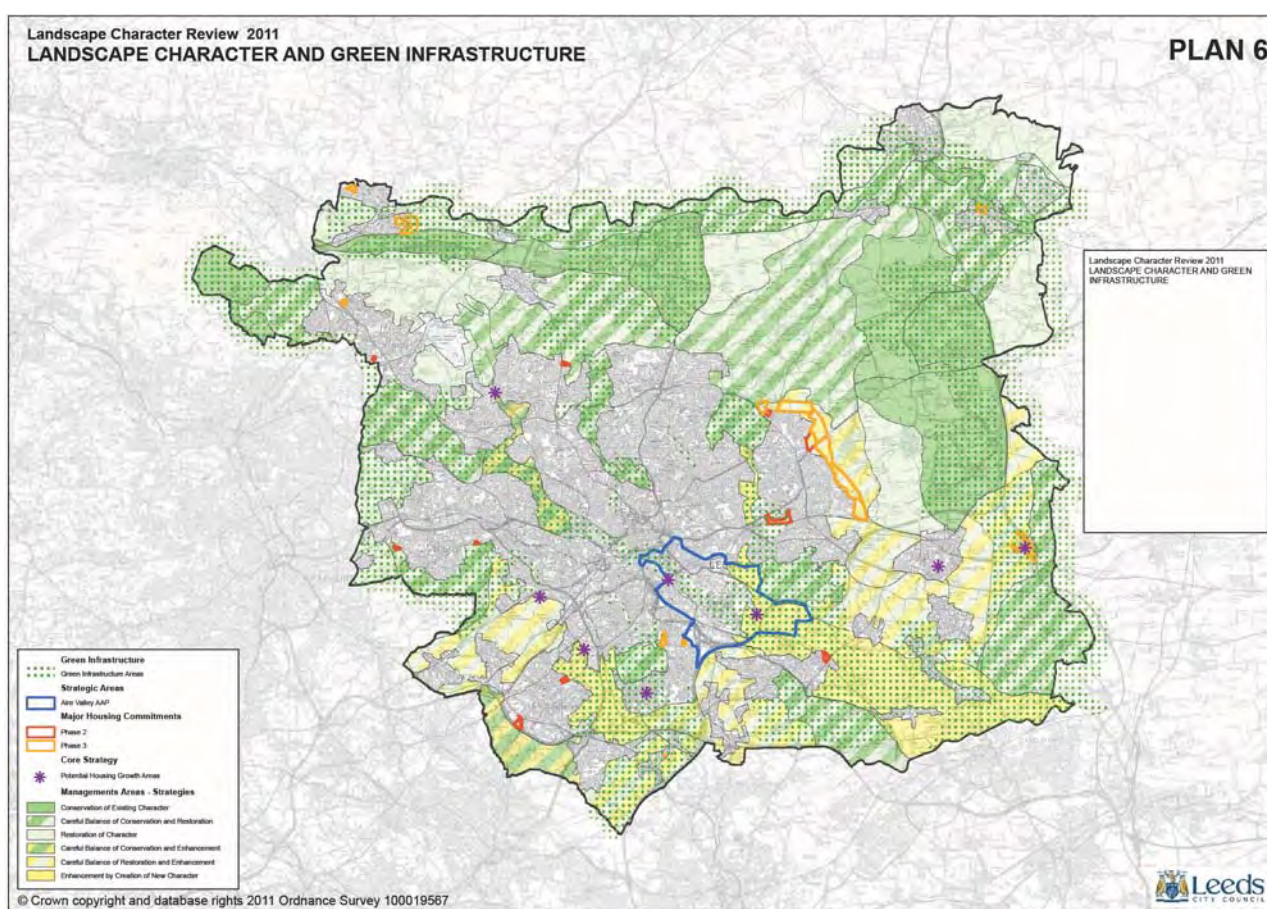 Landscape Character Review 2011
LANDSCAPE CHARACTER AND GREEN INFRASTRUCTURE
PLAN 6
Landscape Character Review 2011
LANDSCAPE CHARACTER AND GREEN
INFRASTRUCTURE
Green Infrastructure
Green Infrastructure Areas
Strategic Areas
Aire Valley AAP
Major Housing Commitments
Phase 2
Phase 3
Core Strategy
Potential Housing Growth Areas
Managements Areas - Strategies
Conservation of Existing Character
Careful Balance of Conservation and Restoration
Restoration of Character
Careful Balance of Conservation and Enhancement
Careful Balance of Restoration and Enhancement
Enhancement by Creation of New Character
© Crown copyright and database rights 2011 Ordnance Survey 100019567
Leeds
CITY COUNCIL